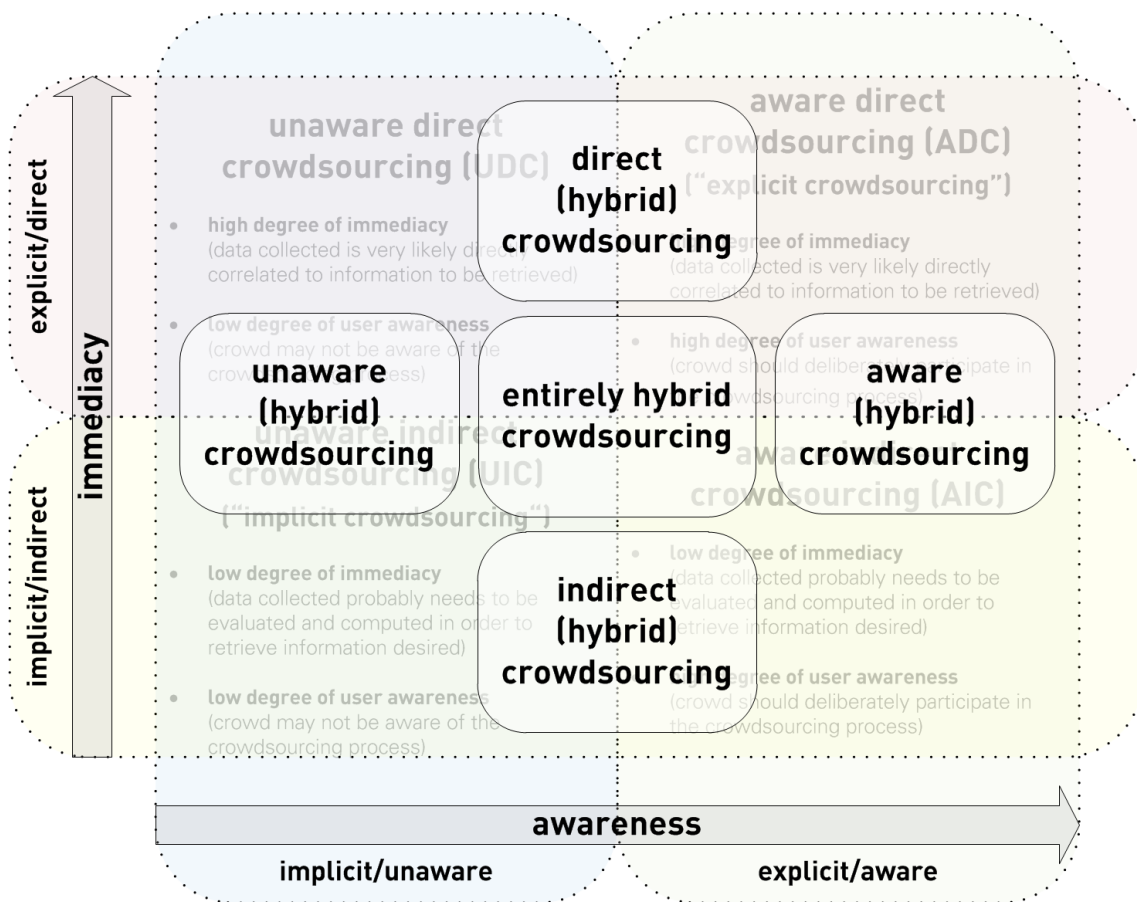 explicit/direct
implicit/indirect
immediacy
unaware direct
crowdsourcing (UDC)
• high degree of immediacy
(data collected is very likely directly
correlated to information to be retrieved)
• low degree of user awareness
(crowd may not be aware of the
aware direct
crowdsourcing (ADC)
("explicit crowdsourcing")
degree of immediacy
(data collected is very likely directly
correlated to information to be retrieved)
• high degree of user awareness
(crowd should deliberately participate in
the crowdsourcing process)
direct
(hybrid)
crowdsourcing
unaware
(hybrid)
crowdsourcing
entirely hybrid
crowdsourcing
aware
(hybrid)
crowdsourcing
unaware indirect
crowdsourcing (UIC)
("implicit crowdsourcing")
• low degree of immediacy
(data collected probably needs to be
evaluated and computed in order to
retrieve information desired)
• low degree of user awareness
(crowd may not be aware of the
crowdsourcing process)
aware indirect
crowdsourcing (AIC)
• low degree of immediacy
(data collected probably needs to be
evaluated and computed in order to
retrieve information desired)
• high degree of user awareness
(crowd should deliberately participate in
the crowdsourcing process)
indirect
(hybrid)
crowdsourcing
awareness
implicit/unaware
explicit/aware